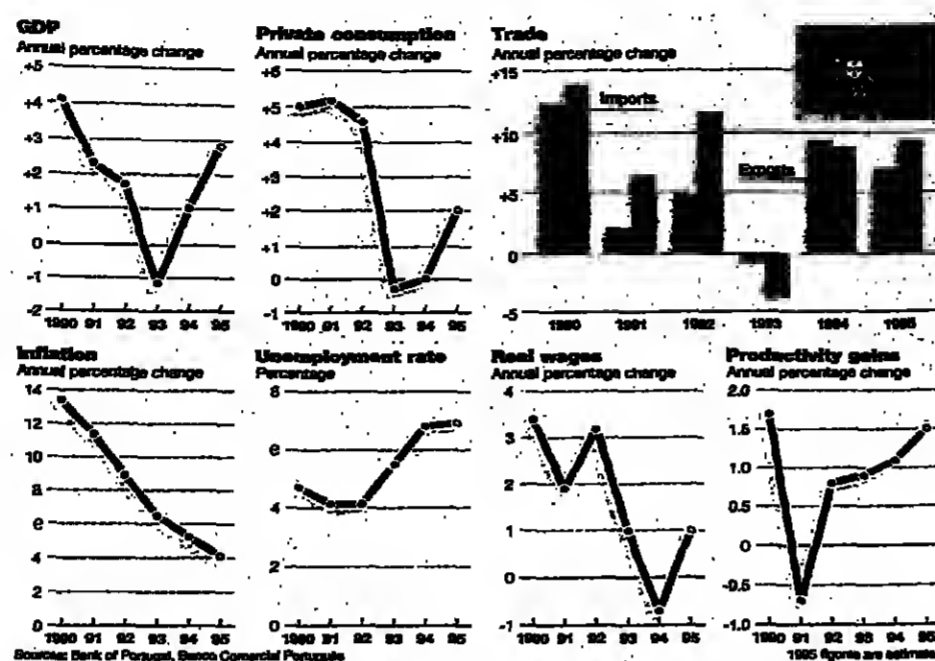 GDP
Annual percentage change
+5
+4
+3
+2
+1
0
-1
-2
1990 91 92 93 94 95
Private consumption
Annual percentage change
+6
+5
+4
+3
+2
+1
0
-1
1990 91 92 93 94 95
Trade
Annual percentage change
+15
+10
+5
0
-5
Imports
Exports
1990 1991 1992 1993 1994 1995
Inflation
Annual percentage change
14
12
10
8
6
4
2
0
1990 91 92 93 94 95
Unemployment rate
Percentage
8
6
4
2
0
1990 91 92 93 94 95
Real wages
Annual percentage change
4
3
2
1
0
-1
1990 91 92 93 94 95
Productivity gains
Annual percentage change
2.0
1.5
1.0
0.5
0
-0.5
-1.0
1990 91 92 93 94 95
Sources: Bank of Portugal, Banco Comercial Português
1995 figures are estimate